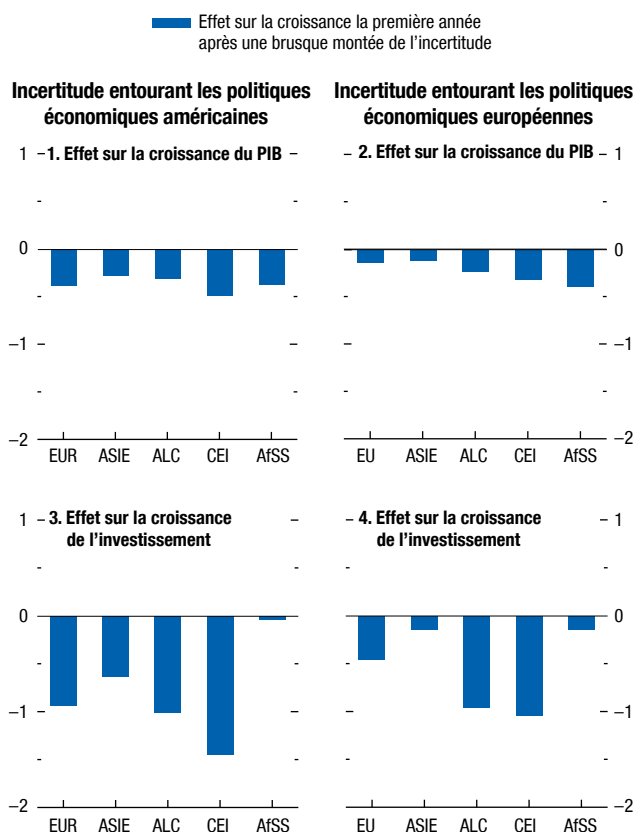 Effet sur la croissance la première année
après une brusque montée de l'incertitude
Incertitude entourant les politiques
économiques américaines
Incertitude entourant les politiques
économiques européennes
1. Effet sur la croissance du PIB
1
0
–1
–2
EUR ASIE ALC CEI AfSS
2. Effet sur la croissance du PIB
1
0
–1
–2
EU ASIE ALC CEI AfSS
3. Effet sur la croissance
de l'investissement
1
0
–1
–2
EUR ASIE ALC CEI AfSS
4. Effet sur la croissance
de l'investissement
1
0
–1
–2
EU ASIE ALC CEI AfSS